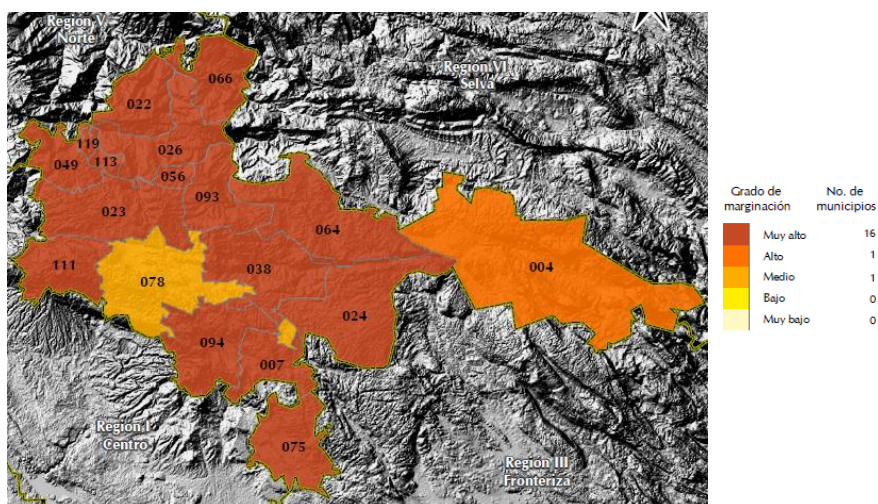 Región V
Norte
066
022
Región VI
Selva
119
026
049
113
056
093
023
064
111
038
004
078
024
094
007
Región I
Centro
075
Región III
Fronteriza
Grado de
marginación
No. de
municipios
Muy alto 16
Alto 1
Medio 1
Bajo 0
Muy bajo 0